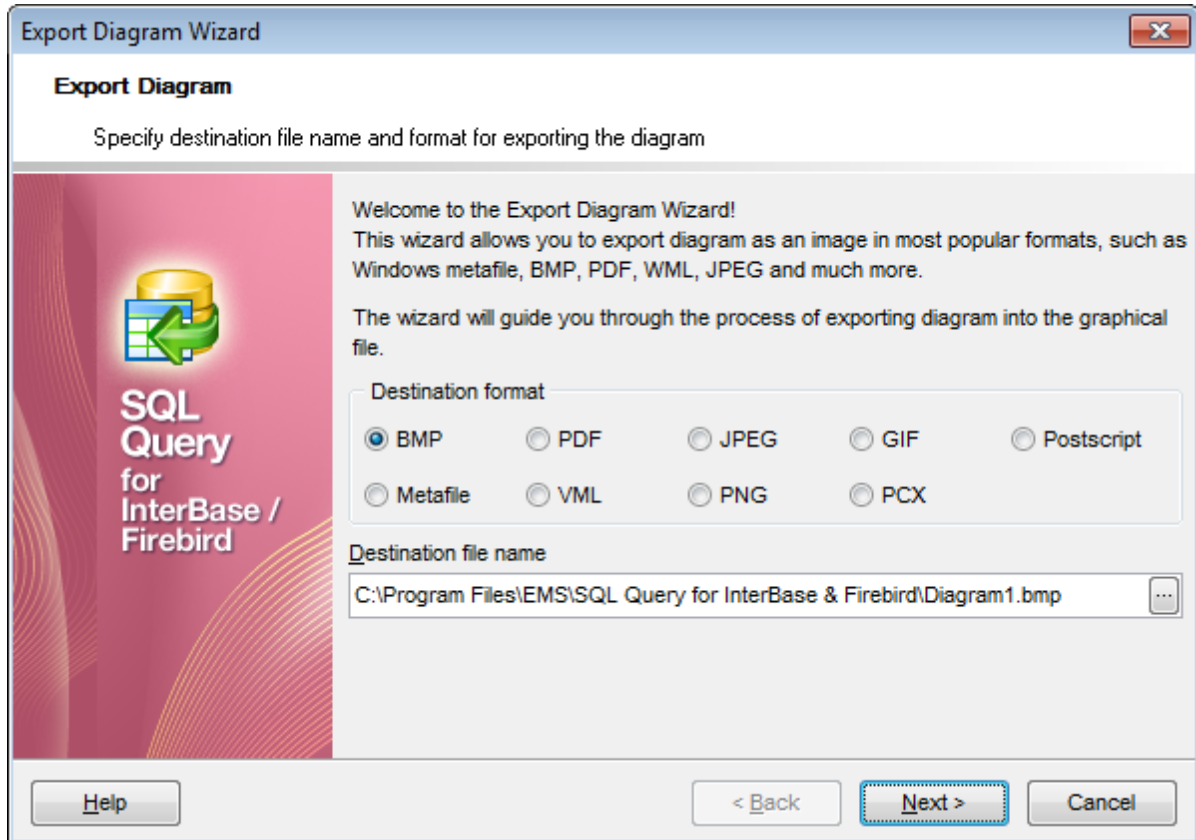 Export Diagram Wizard
Export Diagram
Specify destination file name and format for exporting the diagram
SQL
Query
for
InterBase /
Firebird
Welcome to the Export Diagram Wizard!
This wizard allows you to export diagram as an image in most popular formats, such as
Windows metafile, BMP, PDF, WML, JPEG and much more.
The wizard will guide you through the process of exporting diagram into the graphical
file.
Destination format
BMP PDF JPEG GIF Postscript
Metafile VML PNG PCX
Destination file name
C:\Program Files\EMS\SQL Query for InterBase & Firebird\Diagram1.bmp ...
Help < Back Next > Cancel